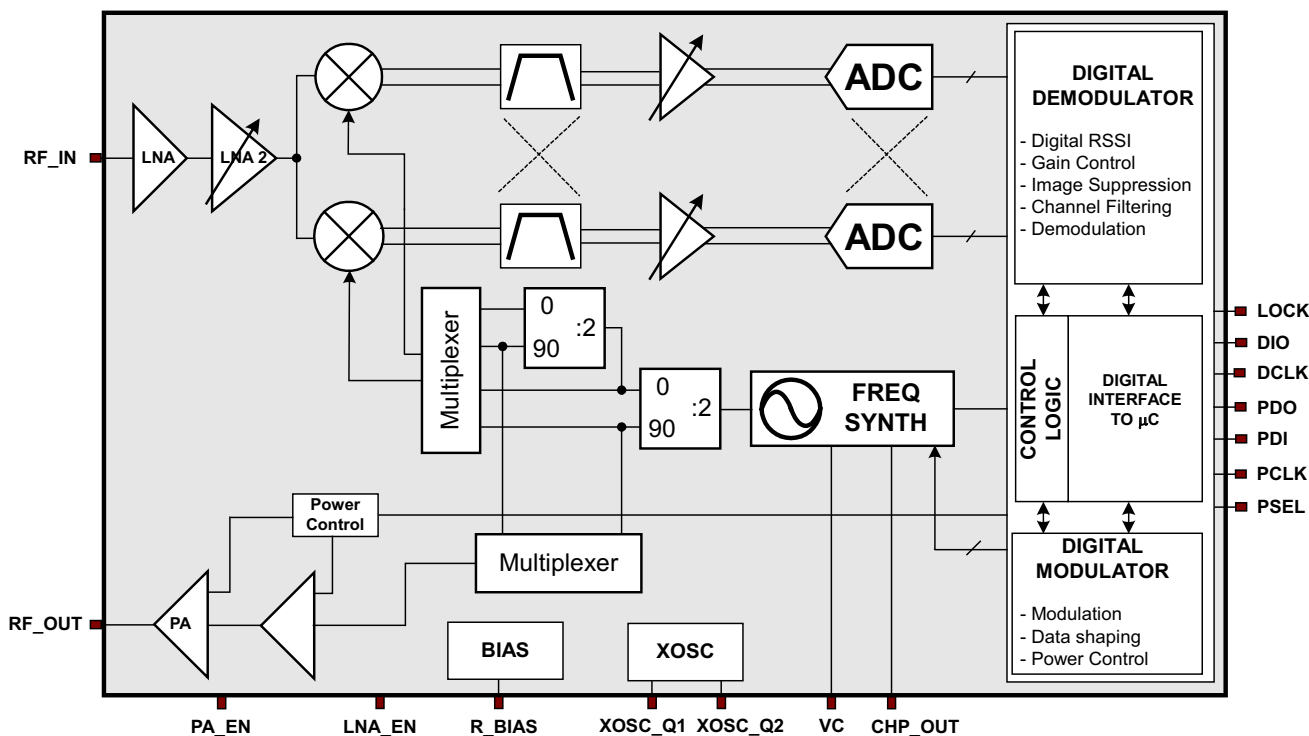 ADC
DIGITAL
DEMODULATOR
- Digital RSSI
- Gain Control
- Image Suppression
- Channel Filtering
- Demodulation
RF_IN
LNA
LNA 2
ADC
Multiplexer
0
:2
90
0
:2
90
FREQ
SYNTH
CONTROL
LOGIC
DIGITAL
INTERFACE
TO µC
LOCK
DIO
DCLK
PDO
PDI
PCLK
PSEL
Power
Control
Multiplexer
DIGITAL
MODULATOR
- Modulation
- Data shaping
- Power Control
RF_OUT
PA
BIAS
XOSC
PA_EN
LNA_EN
R_BIAS
XOSC_Q1
XOSC_Q2
VC
CHP_OUT